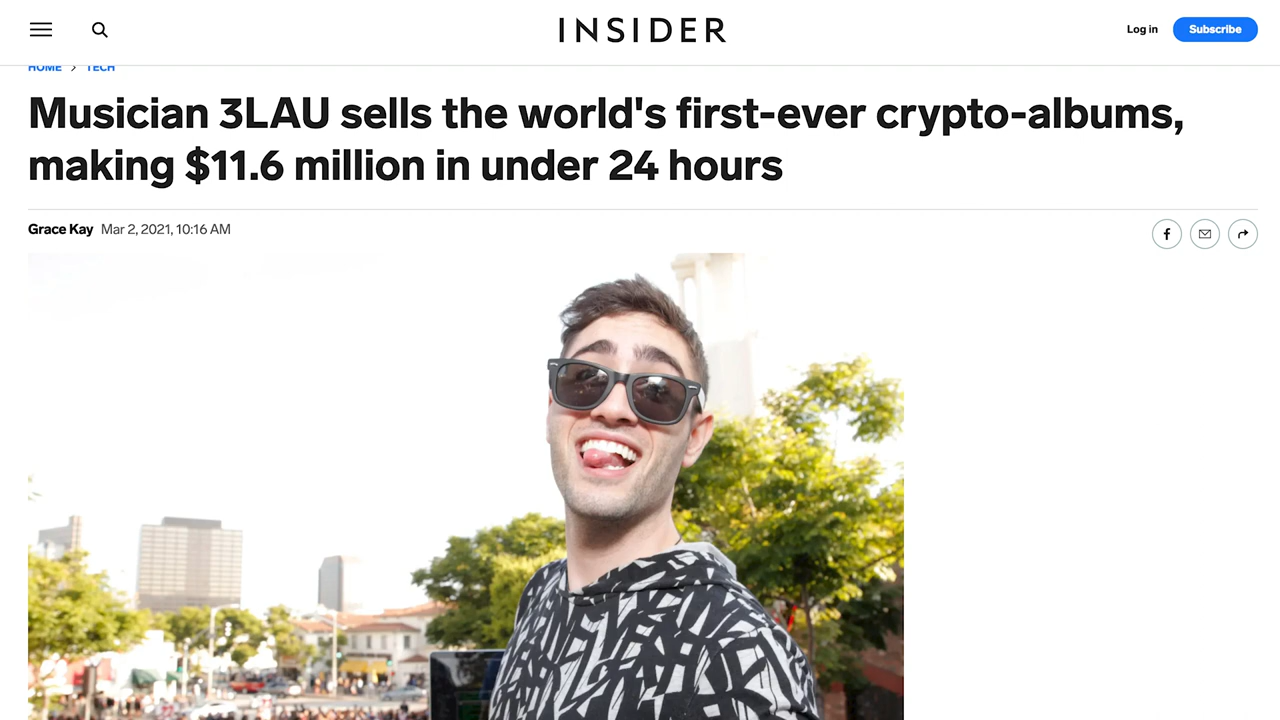 INSIDER
Log in
Subscribe
HOME > TECH
Musician 3LAU sells the world's first-ever crypto-albums,
making $11.6 million in under 24 hours
Grace Kay Mar 2, 2021, 10:16 AM